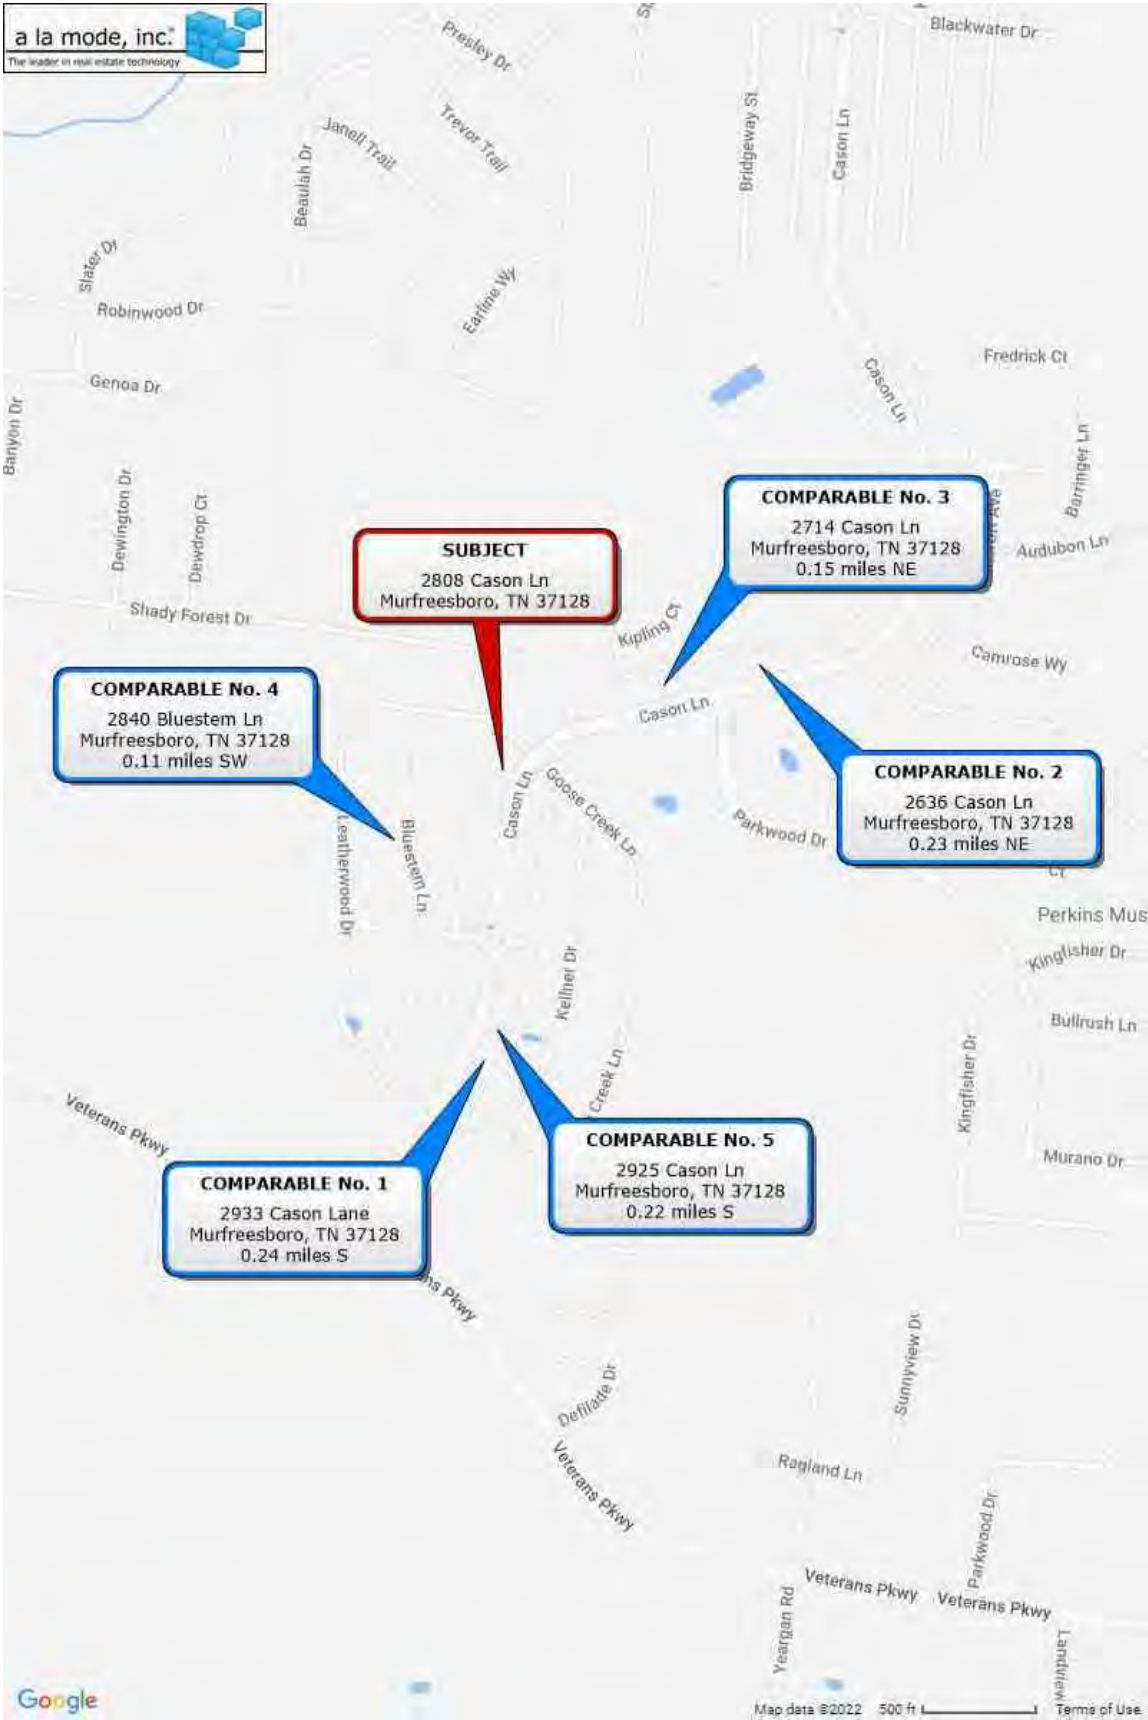 a la mode, inc.
The leader in real estate technology
Presley Dr
Blackwater Dr
Janell Trail
Trevor Trail
Beaulah Dr
Bridgeway St
Cason Ln
Slater Dr
Robinwood Dr
Earline Wy
Genoa Dr
Fredrick Ct
Cason Ln
Banyon Dr
Barringer Ln
Dewington Dr
Dewdrop Ct
Ave
Audubon Ln
COMPARABLE No. 3
2714 Cason Ln
Murfreesboro, TN 37128
0.15 miles NE
SUBJECT
2808 Cason Ln
Murfreesboro, TN 37128
Shady Forest Dr
Kipling Ct
Camrose Wy
COMPARABLE No. 4
2840 Bluestem Ln
Murfreesboro, TN 37128
0.11 miles SW
Cason Ln
Cason Ln
Goose Creek Ln
COMPARABLE No. 2
2636 Cason Ln
Murfreesboro, TN 37128
0.23 miles NE
Parkwood Dr
Leatherwood Dr
Bluestem Ln
Ct
Perkins Mus
Kingfisher Dr
Kellner Dr
Bullrush Ln
Kingfisher Dr
Creek Ln
Veterans Pkwy
Murano Dr
COMPARABLE No. 5
2925 Cason Ln
Murfreesboro, TN 37128
0.22 miles S
COMPARABLE No. 1
2933 Cason Lane
Murfreesboro, TN 37128
0.24 miles S
ns Pkwy
Sunnyview Dr
Defilade Dr
Veterans Pkwy
Ragland Ln
Parkwood Dr
Veterans Pkwy
Veterans Pkwy
Yeargan Rd
Landview
Google
Map data ©2022 500 ft Terms of Use